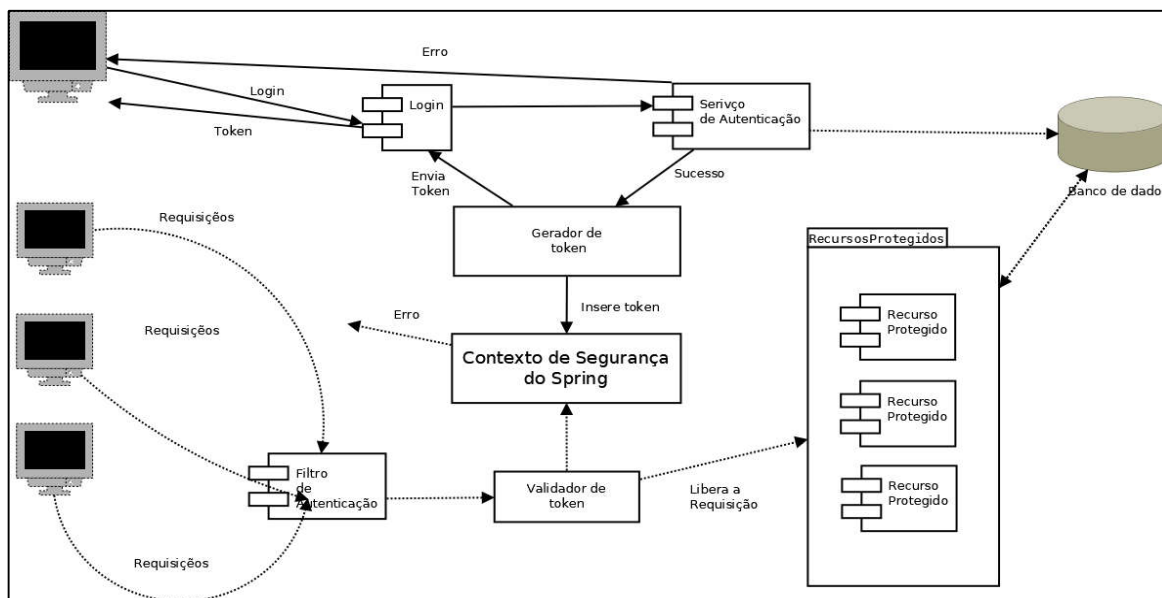 Erro
Login
Login
Token
Serivço
de Autenticação
Envia
Token
Sucesso
Banco de dado
Requisições
Gerador de
token
RecursosProtegidos
Insere token
Erro
Requisições
Contexto de Segurança
do Spring
Recurso
Protegido
Recurso
Protegido
Filtro
de
Autenticação
Validador de
token
Libera a
Requisição
Recurso
Protegido
Requisições